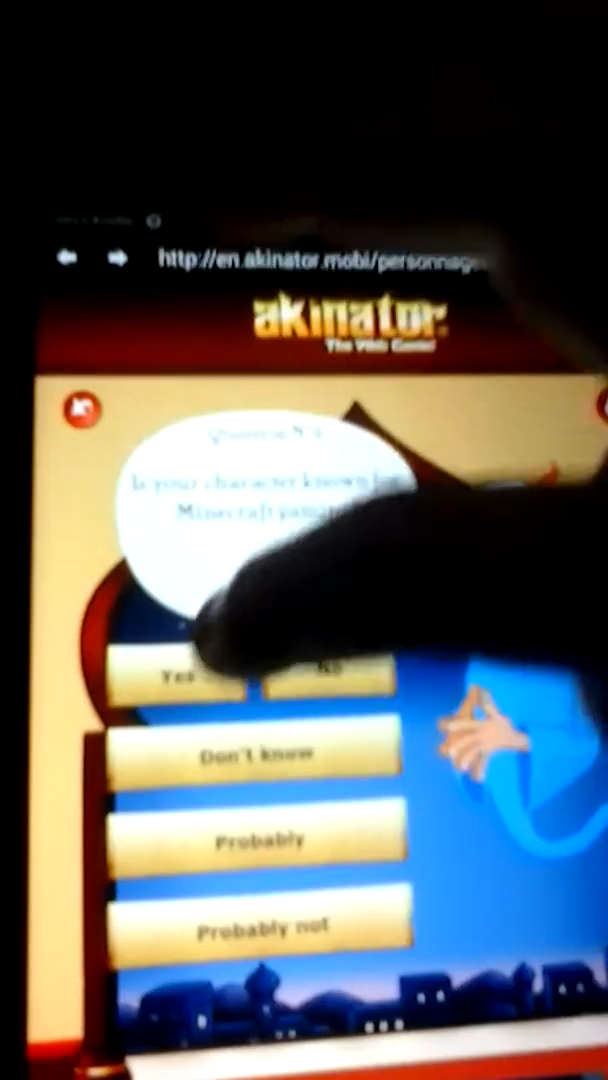 http://en.akinator.mobi/personnage
akinator.
The Web Game!
Is your character known for
Minecraft
Yes
No
Don't know
Probably
Probably not